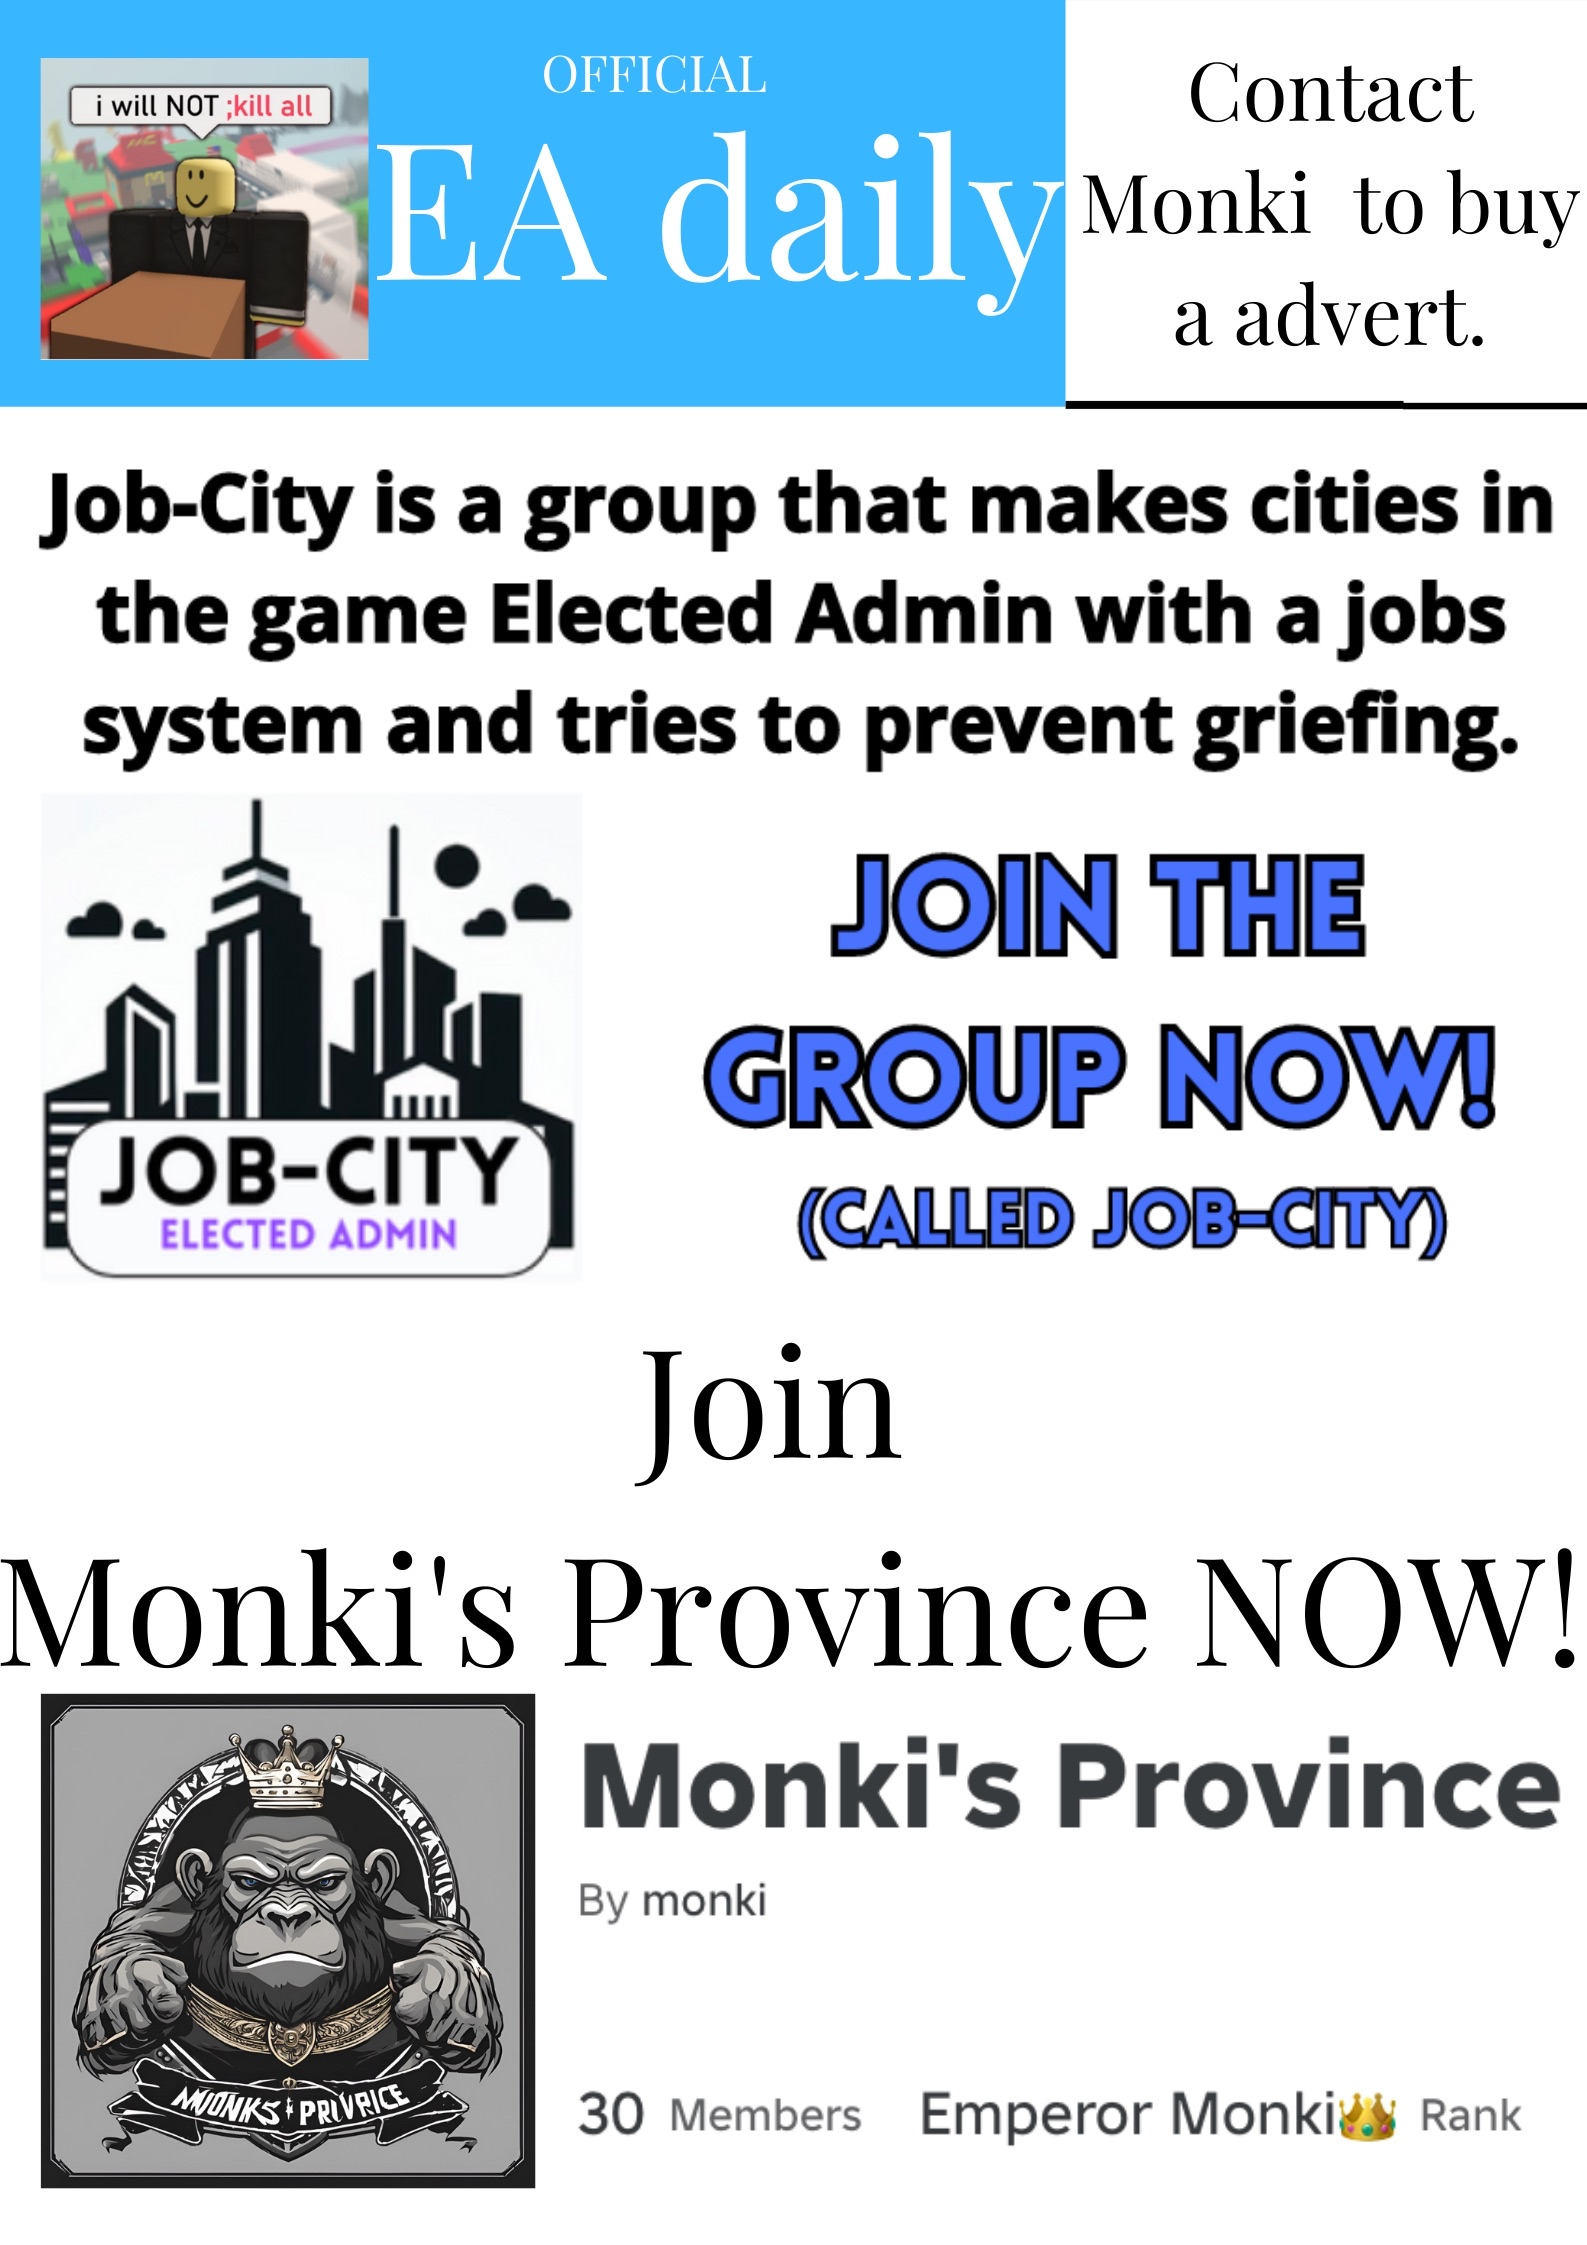 i will NOT ;kill all
OFFICIAL
EA daily
Contact
Monki to buy
a advert.
Job-City is a group that makes cities in
the game Elected Admin with a jobs
system and tries to prevent griefing.
JOB-CITY
ELECTED ADMIN
JOIN THE
GROUP NOW!
(CALLED JOB-CITY)
Join
Monki's Province NOW!
Monki's Province
By monki
30 Members Emperor Monki👑 Rank